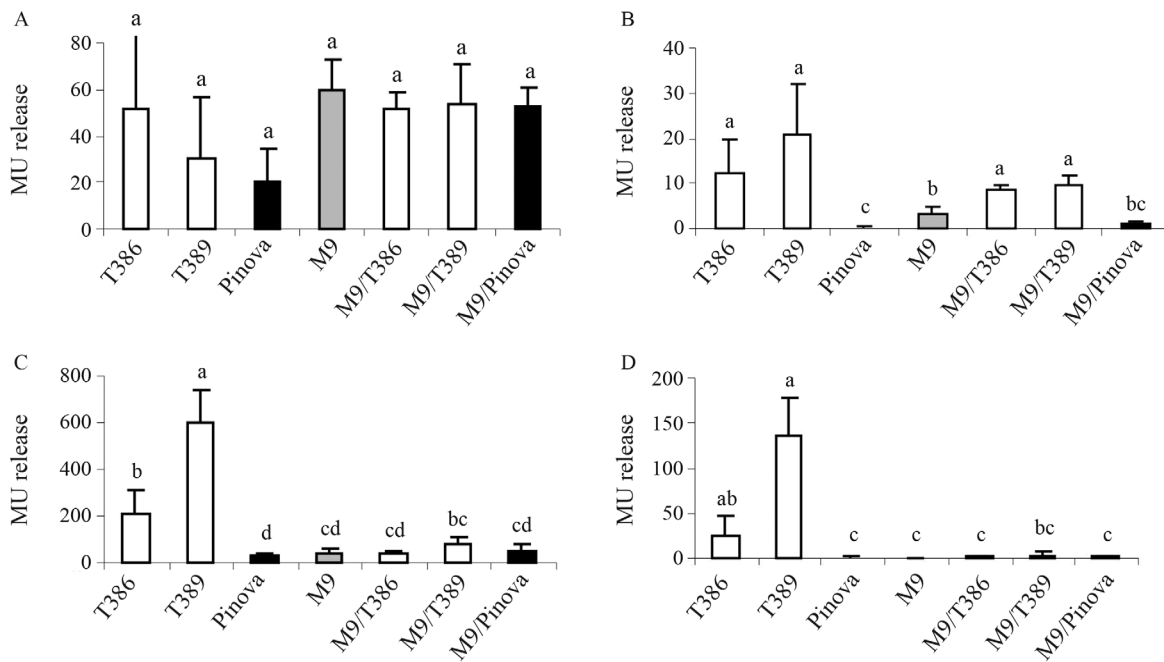 A
MU release
80
60
40
20
0
a
a
a
a
a
a
a
T386
T389
Pinova
M9
M9/T386
M9/T389
M9/Pinova
B
MU release
40
30
20
10
0
a
a
c
b
a
a
bc
T386
T389
Pinova
M9
M9/T386
M9/T389
M9/Pinova
C
MU release
800
600
400
200
0
b
a
d
cd
cd
bc
cd
T386
T389
Pinova
M9
M9/T386
M9/T389
M9/Pinova
D
MU release
200
150
100
50
0
ab
a
c
c
c
bc
c
T386
T389
Pinova
M9
M9/T386
M9/T389
M9/Pinova